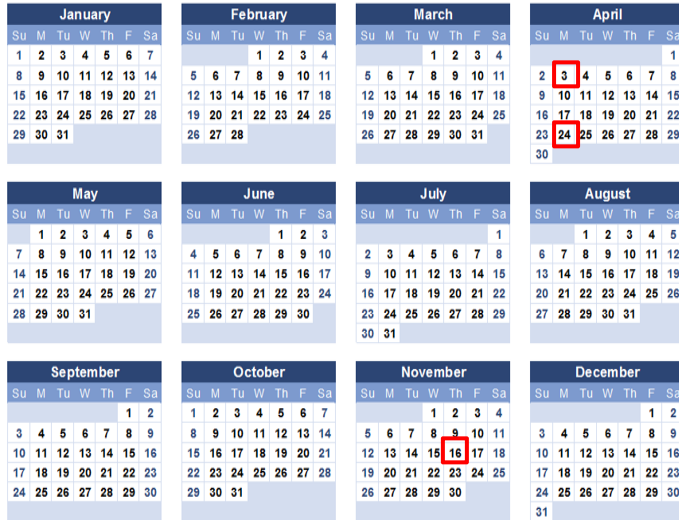 January
Su M Tu W Th F Sa
1 2 3 4 5 6 7
8 9 10 11 12 13 14
15 16 17 18 19 20 21
22 23 24 25 26 27 28
29 30 31
February
Su M Tu W Th F Sa
1 2 3 4
5 6 7 8 9 10 11
12 13 14 15 16 17 18
19 20 21 22 23 24 25
26 27 28
March
Su M Tu W Th F Sa
1 2 3 4
5 6 7 8 9 10 11
12 13 14 15 16 17 18
19 20 21 22 23 24 25
26 27 28 29 30 31
April
Su M Tu W Th F Sa
1
2 3 4 5 6 7 8
9 10 11 12 13 14 15
16 17 18 19 20 21 22
23 24 25 26 27 28 29
30
May
Su M Tu W Th F Sa
1 2 3 4 5 6
7 8 9 10 11 12 13
14 15 16 17 18 19 20
21 22 23 24 25 26 27
28 29 30 31
June
Su M Tu W Th F Sa
1 2 3
4 5 6 7 8 9 10
11 12 13 14 15 16 17
18 19 20 21 22 23 24
25 26 27 28 29 30
July
Su M Tu W Th F Sa
1
2 3 4 5 6 7 8
9 10 11 12 13 14 15
16 17 18 19 20 21 22
23 24 25 26 27 28 29
30 31
August
Su M Tu W Th F Sa
1 2 3 4 5
6 7 8 9 10 11 12
13 14 15 16 17 18 19
20 21 22 23 24 25 26
27 28 29 30 31
September
Su M Tu W Th F Sa
1 2
3 4 5 6 7 8 9
10 11 12 13 14 15 16
17 18 19 20 21 22 23
24 25 26 27 28 29 30
October
Su M Tu W Th F Sa
1 2 3 4 5 6 7
8 9 10 11 12 13 14
15 16 17 18 19 20 21
22 23 24 25 26 27 28
29 30 31
November
Su M Tu W Th F Sa
1 2 3 4
5 6 7 8 9 10 11
12 13 14 15 16 17 18
19 20 21 22 23 24 25
26 27 28 29 30
December
Su M Tu W Th F Sa
1 2
3 4 5 6 7 8 9
10 11 12 13 14 15 16
17 18 19 20 21 22 23
24 25 26 27 28 29 30
31